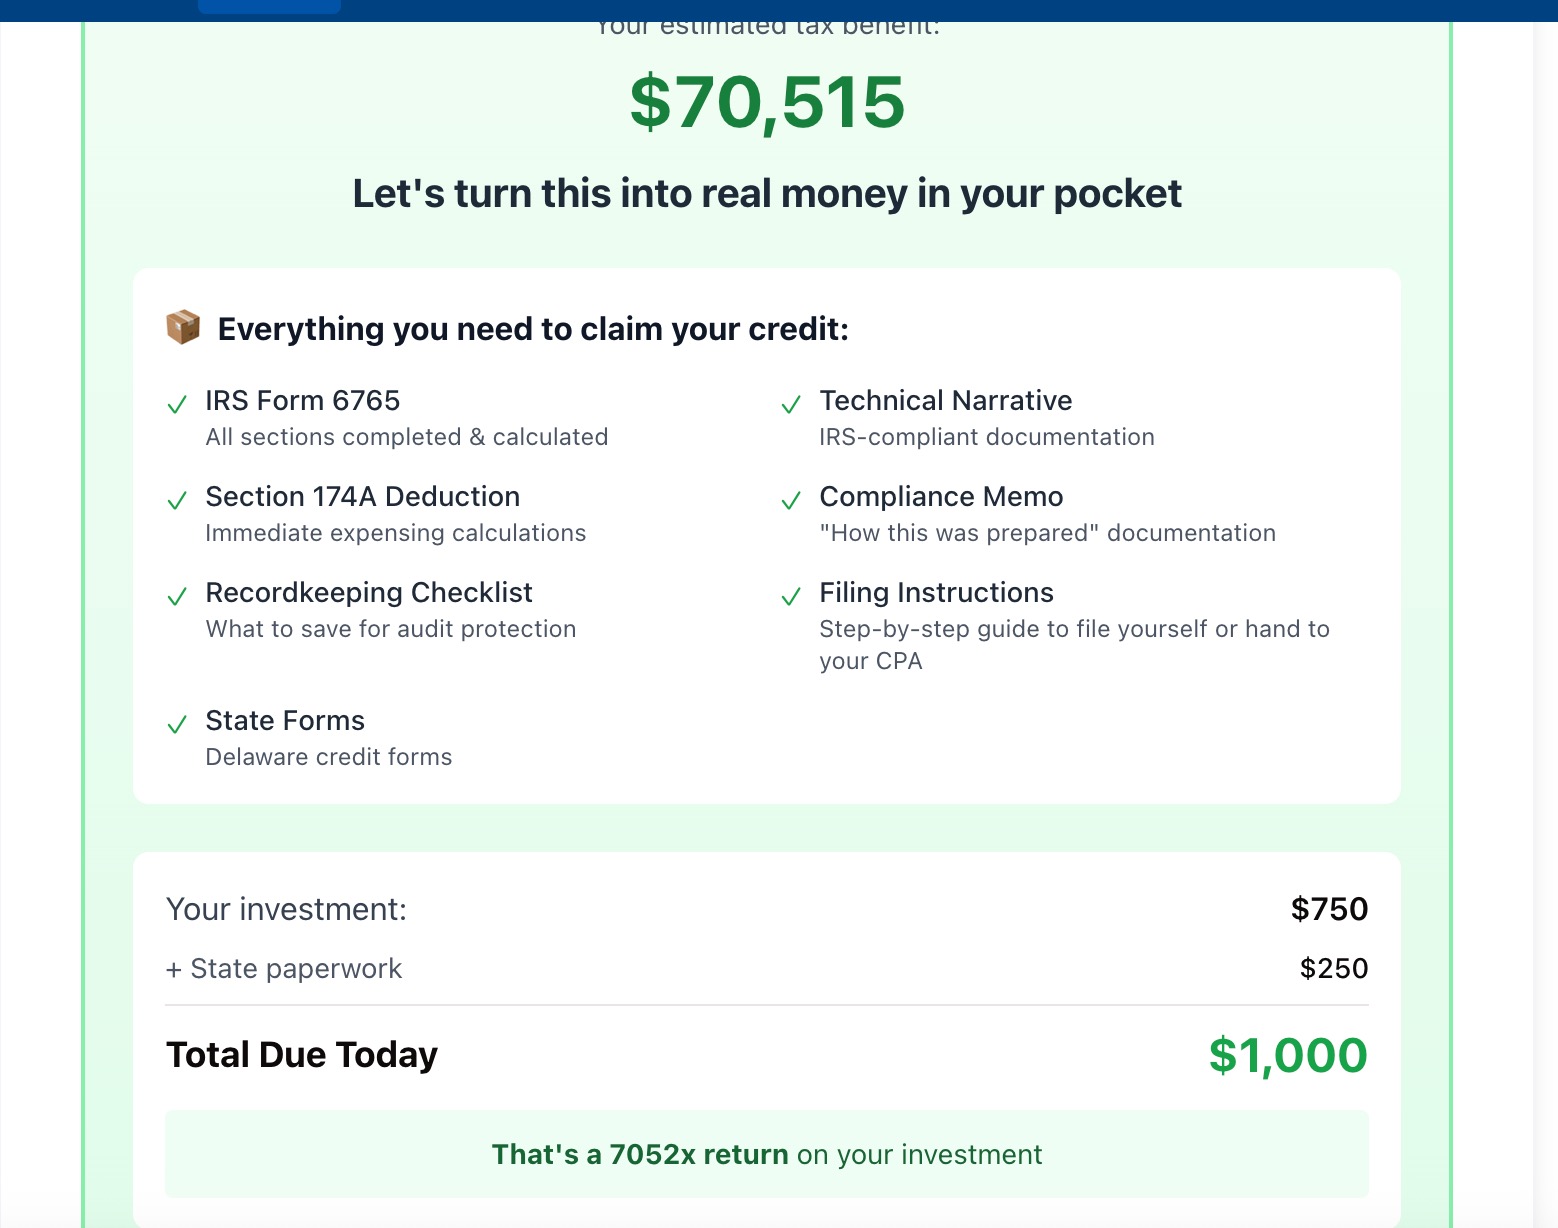 Your estimated tax benefit:
$70,515
Let's turn this into real money in your pocket
Everything you need to claim your credit:
IRS Form 6765
All sections completed & calculated
Technical Narrative
IRS-compliant documentation
Section 174A Deduction
Immediate expensing calculations
Compliance Memo
"How this was prepared" documentation
Recordkeeping Checklist
What to save for audit protection
Filing Instructions
Step-by-step guide to file yourself or hand to
your CPA
State Forms
Delaware credit forms
Your investment: $750
+ State paperwork $250
Total Due Today $1,000
That's a 7052x return on your investment